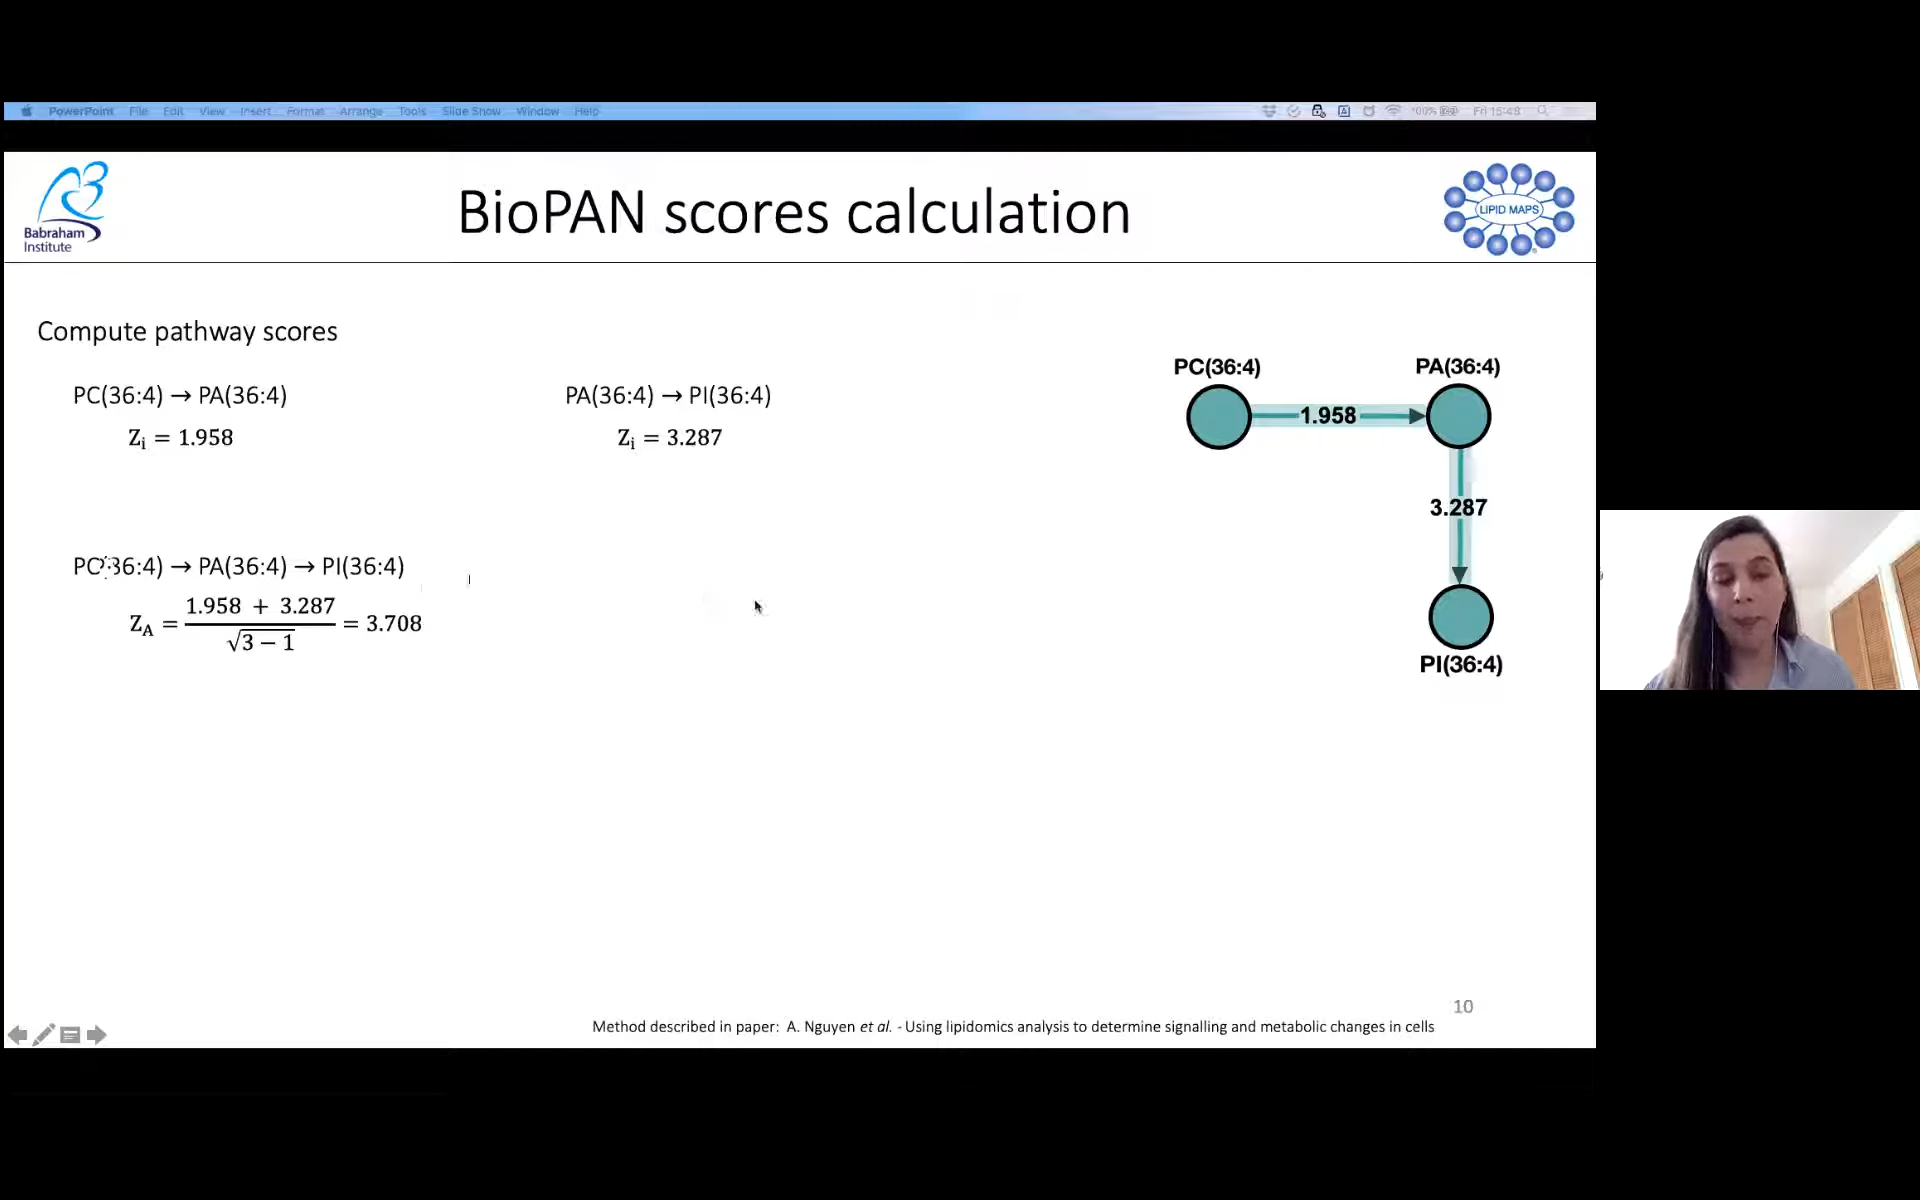 PowerPoint File Edit View Insert Format Arrange Tools Slide Show Window Help 100% Fri 15:48
Babraham
Institute
BioPAN scores calculation
LIPID MAPS
Compute pathway scores
PC(36:4) → PA(36:4)
Zi = 1.958
PA(36:4) → PI(36:4)
Zi = 3.287
PC(36:4) → PA(36:4) → PI(36:4)
ZA = (1.958 + 3.287) / √(3 − 1) = 3.708
PC(36:4)
PA(36:4)
1.958
3.287
PI(36:4)
10
Method described in paper: A. Nguyen et al. - Using lipidomics analysis to determine signalling and metabolic changes in cells